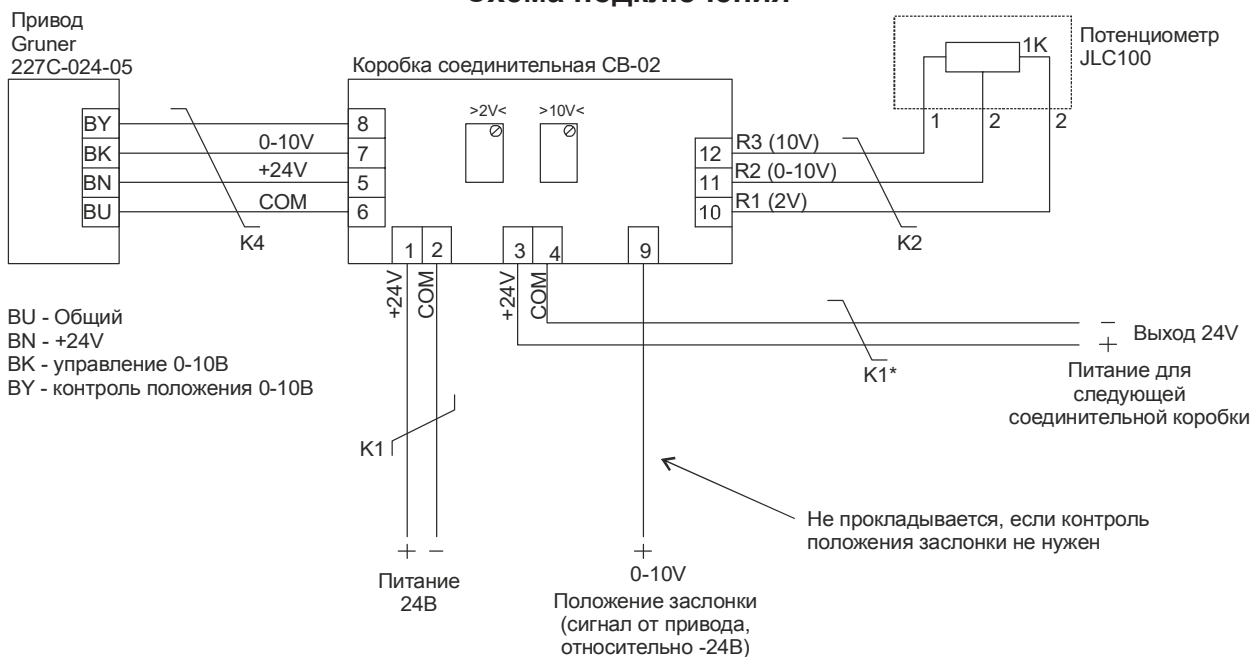 Схема подключения
Привод
Gruner
227C-024-05
BY
BK
BN
BU
0-10V
+24V
COM
K4
Коробка соединительная СВ-02
>2V<
>10V<
8
7
5
6
1
2
3
4
9
12
11
10
R3 (10V)
R2 (0-10V)
R1 (2V)
K2
1K
1
2
2
Потенциометр
JLC100
+24V
COM
+24V
COM
BU - Общий
BN - +24V
BK - управление 0-10В
BY - контроль положения 0-10В
K1
K1*
−
+
Выход 24V
Питание для
следующей
соединительной коробки
Не прокладывается, если контроль
положения заслонки не нужен
+ −
Питание
24В
+
0-10V
Положение заслонки
(сигнал от привода,
относительно -24В)